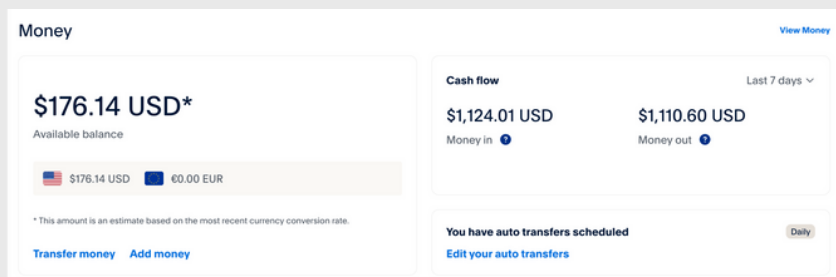 Money
View Money
$176.14 USD*
Available balance
$176.14 USD €0.00 EUR
* This amount is an estimate based on the most recent currency conversion rate.
Transfer money Add money
Cash flow
Last 7 days
$1,124.01 USD $1,110.60 USD
Money in ? Money out ?
You have auto transfers scheduled
Daily
Edit your auto transfers